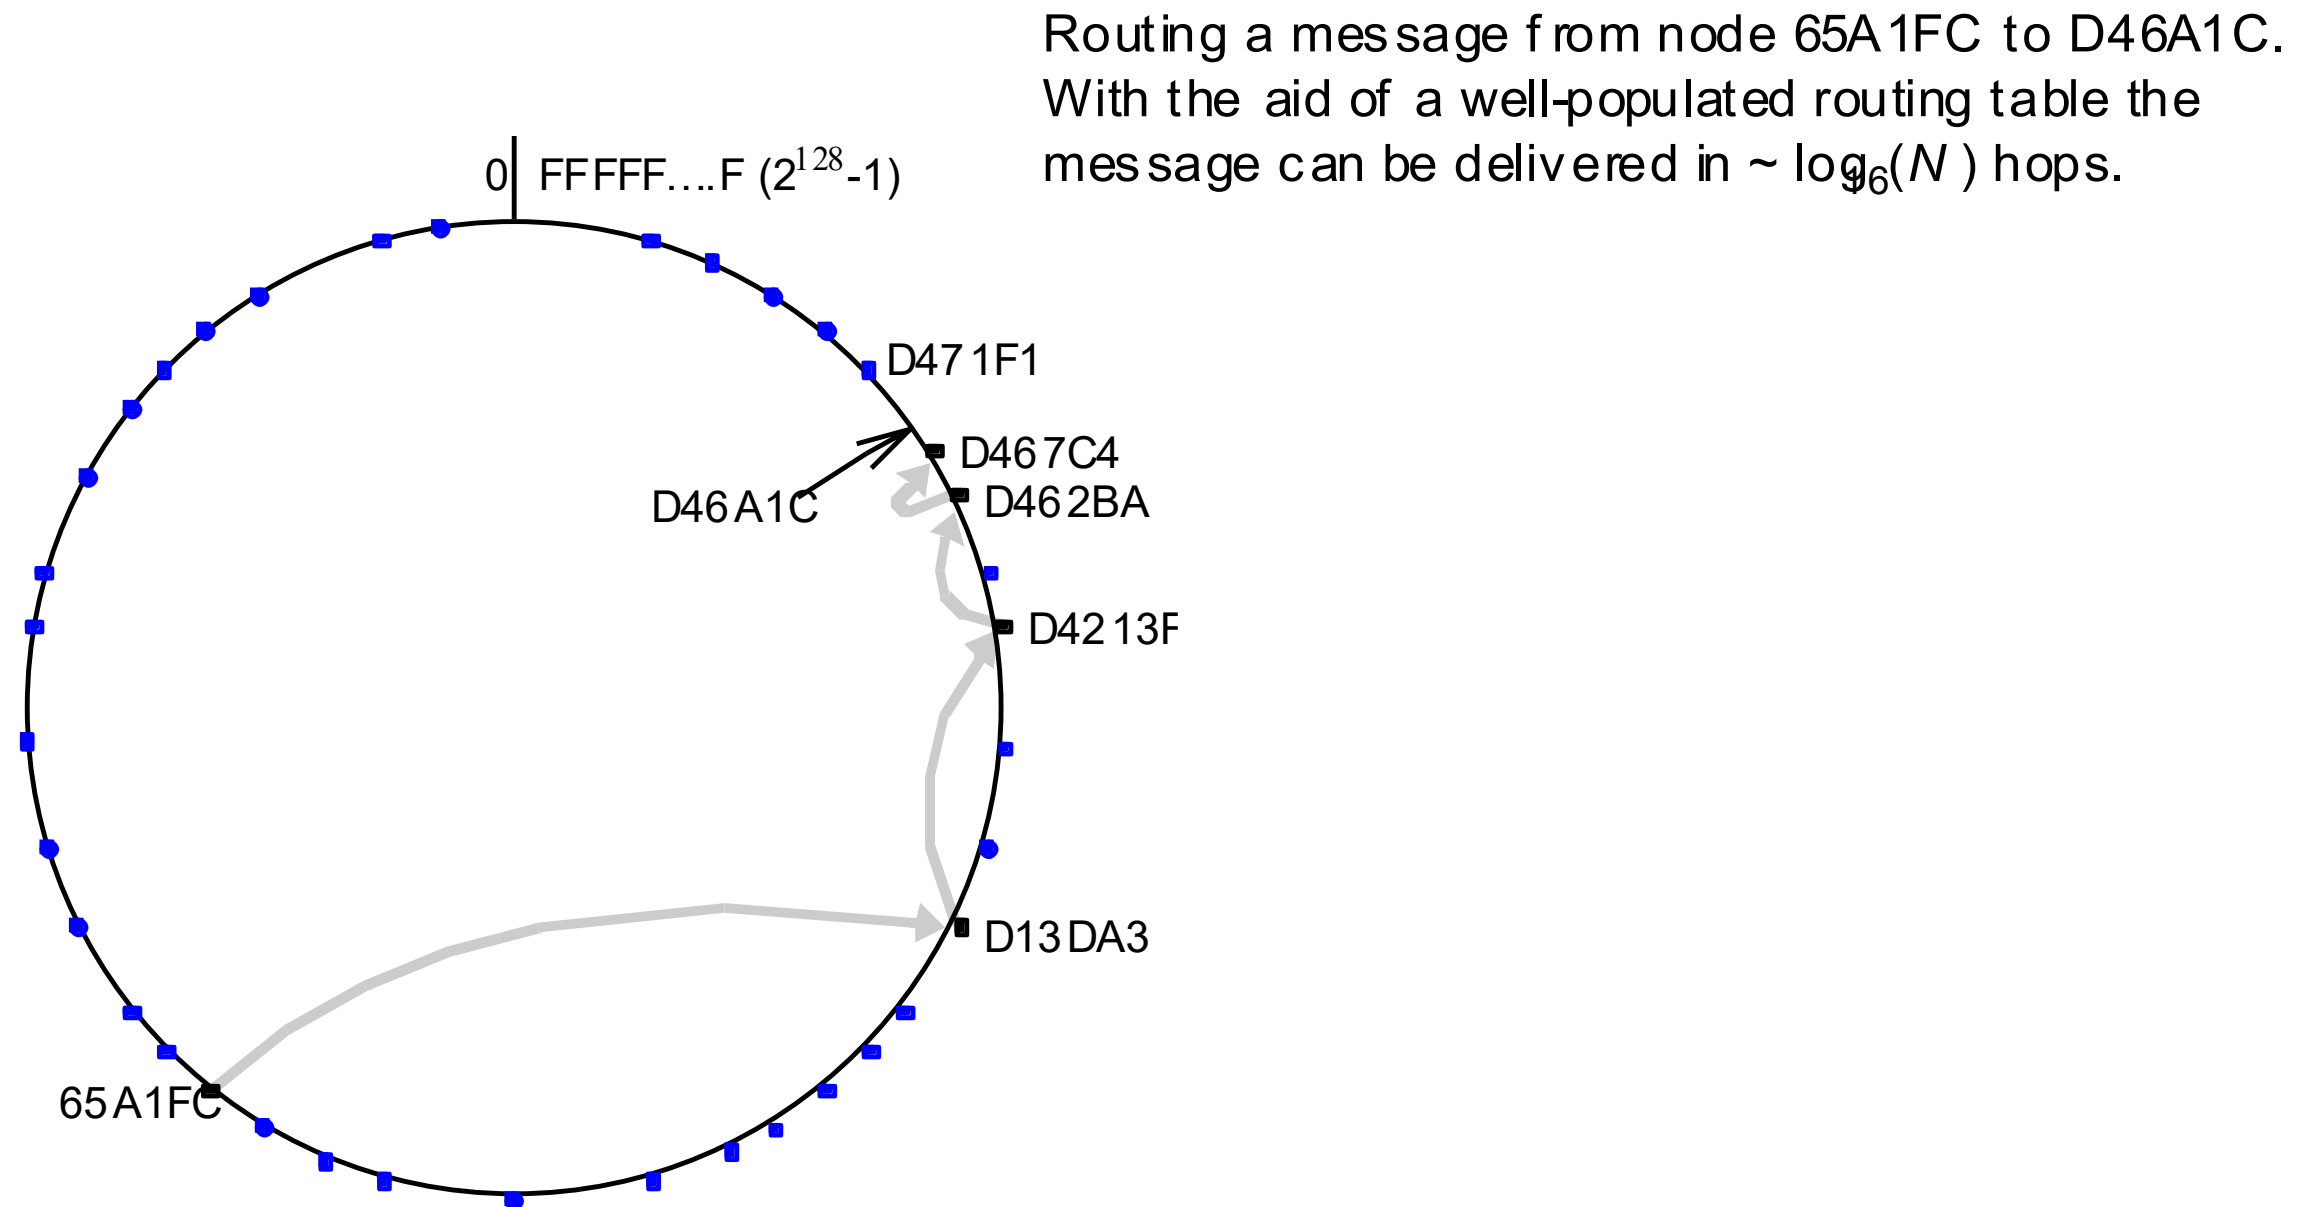 Routing a message from node 65A1FC to D46A1C.
With the aid of a well-populated routing table the
message can be delivered in ~ log₁₆(N) hops.
0 FFFFF....F (2¹²⁸-1)
D471F1
D467C4
D46A1C
D462BA
D4213F
D13DA3
65A1FC